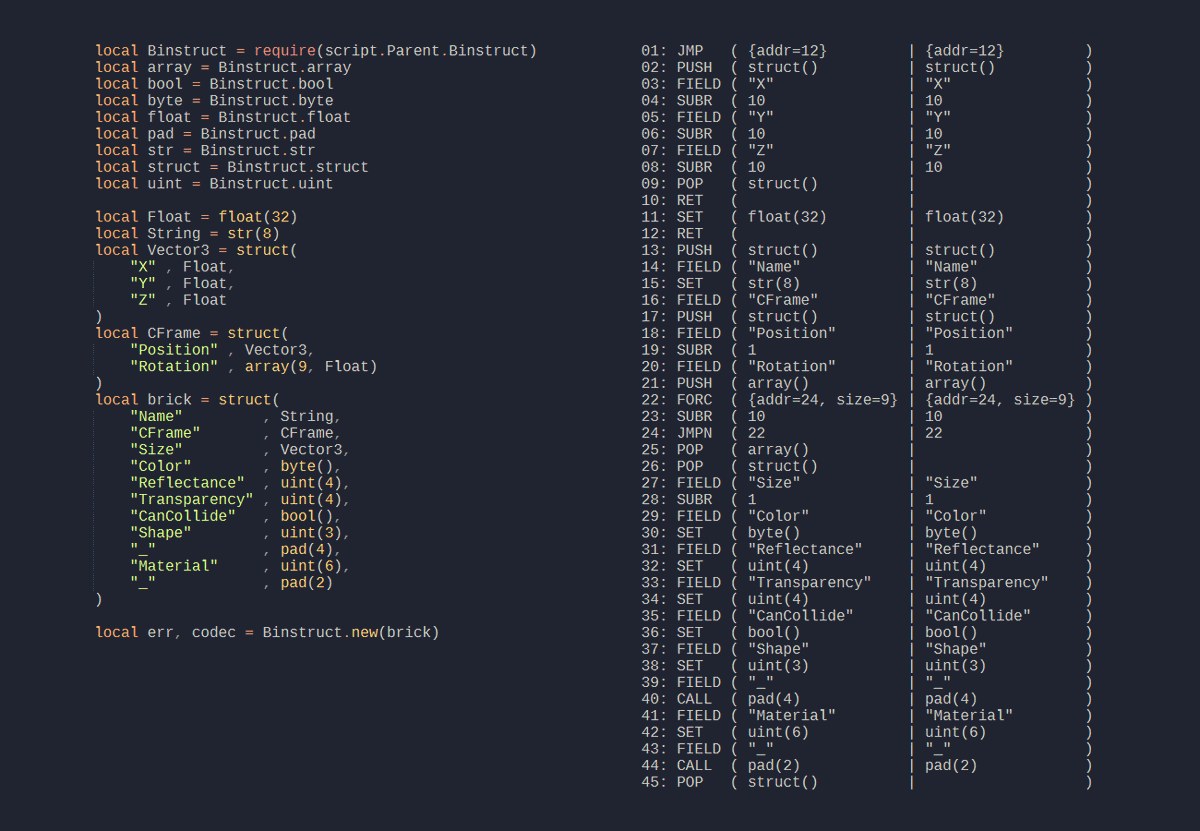 local Binstruct = require(script.Parent.Binstruct)
local array = Binstruct.array
local bool = Binstruct.bool
local byte = Binstruct.byte
local float = Binstruct.float
local pad = Binstruct.pad
local str = Binstruct.str
local struct = Binstruct.struct
local uint = Binstruct.uint
local Float = float(32)
local String = str(8)
local Vector3 = struct(
"X" , Float,
"Y" , Float,
"Z" , Float
)
local CFrame = struct(
"Position" , Vector3,
"Rotation" , array(9, Float)
)
local brick = struct(
"Name"         , String,
"CFrame"       , CFrame,
"Size"         , Vector3,
"Color"        , byte(),
"Reflectance"  , uint(4),
"Transparency" , uint(4),
"CanCollide"   , bool(),
"Shape"        , uint(3),
"_"            , pad(4),
"Material"     , uint(6),
"_"            , pad(2)
)
local err, codec = Binstruct.new(brick)
01: JMP   ( {addr=12}         | {addr=12}         )
02: PUSH  ( struct()          | struct()          )
03: FIELD ( "X"               | "X"               )
04: SUBR  ( 10                | 10                )
05: FIELD ( "Y"               | "Y"               )
06: SUBR  ( 10                | 10                )
07: FIELD ( "Z"               | "Z"               )
08: SUBR  ( 10                | 10                )
09: POP   ( struct()          |                   )
10: RET   (                   |                   )
11: SET   ( float(32)         | float(32)         )
12: RET   (                   |                   )
13: PUSH  ( struct()          | struct()          )
14: FIELD ( "Name"            | "Name"            )
15: SET   ( str(8)            | str(8)            )
16: FIELD ( "CFrame"          | "CFrame"          )
17: PUSH  ( struct()          | struct()          )
18: FIELD ( "Position"        | "Position"        )
19: SUBR  ( 1                 | 1                 )
20: FIELD ( "Rotation"        | "Rotation"        )
21: PUSH  ( array()           | array()           )
22: FORC  ( {addr=24, size=9} | {addr=24, size=9} )
23: SUBR  ( 10                | 10                )
24: JMPN  ( 22                | 22                )
25: POP   ( array()           |                   )
26: POP   ( struct()          |                   )
27: FIELD ( "Size"            | "Size"            )
28: SUBR  ( 1                 | 1                 )
29: FIELD ( "Color"           | "Color"           )
30: SET   ( byte()            | byte()            )
31: FIELD ( "Reflectance"     | "Reflectance"     )
32: SET   ( uint(4)           | uint(4)           )
33: FIELD ( "Transparency"    | "Transparency"    )
34: SET   ( uint(4)           | uint(4)           )
35: FIELD ( "CanCollide"      | "CanCollide"      )
36: SET   ( bool()            | bool()            )
37: FIELD ( "Shape"           | "Shape"           )
38: SET   ( uint(3)           | uint(3)           )
39: FIELD ( "_"               | "_"               )
40: CALL  ( pad(4)            | pad(4)            )
41: FIELD ( "Material"        | "Material"        )
42: SET   ( uint(6)           | uint(6)           )
43: FIELD ( "_"               | "_"               )
44: CALL  ( pad(2)            | pad(2)            )
45: POP   ( struct()          |                   )